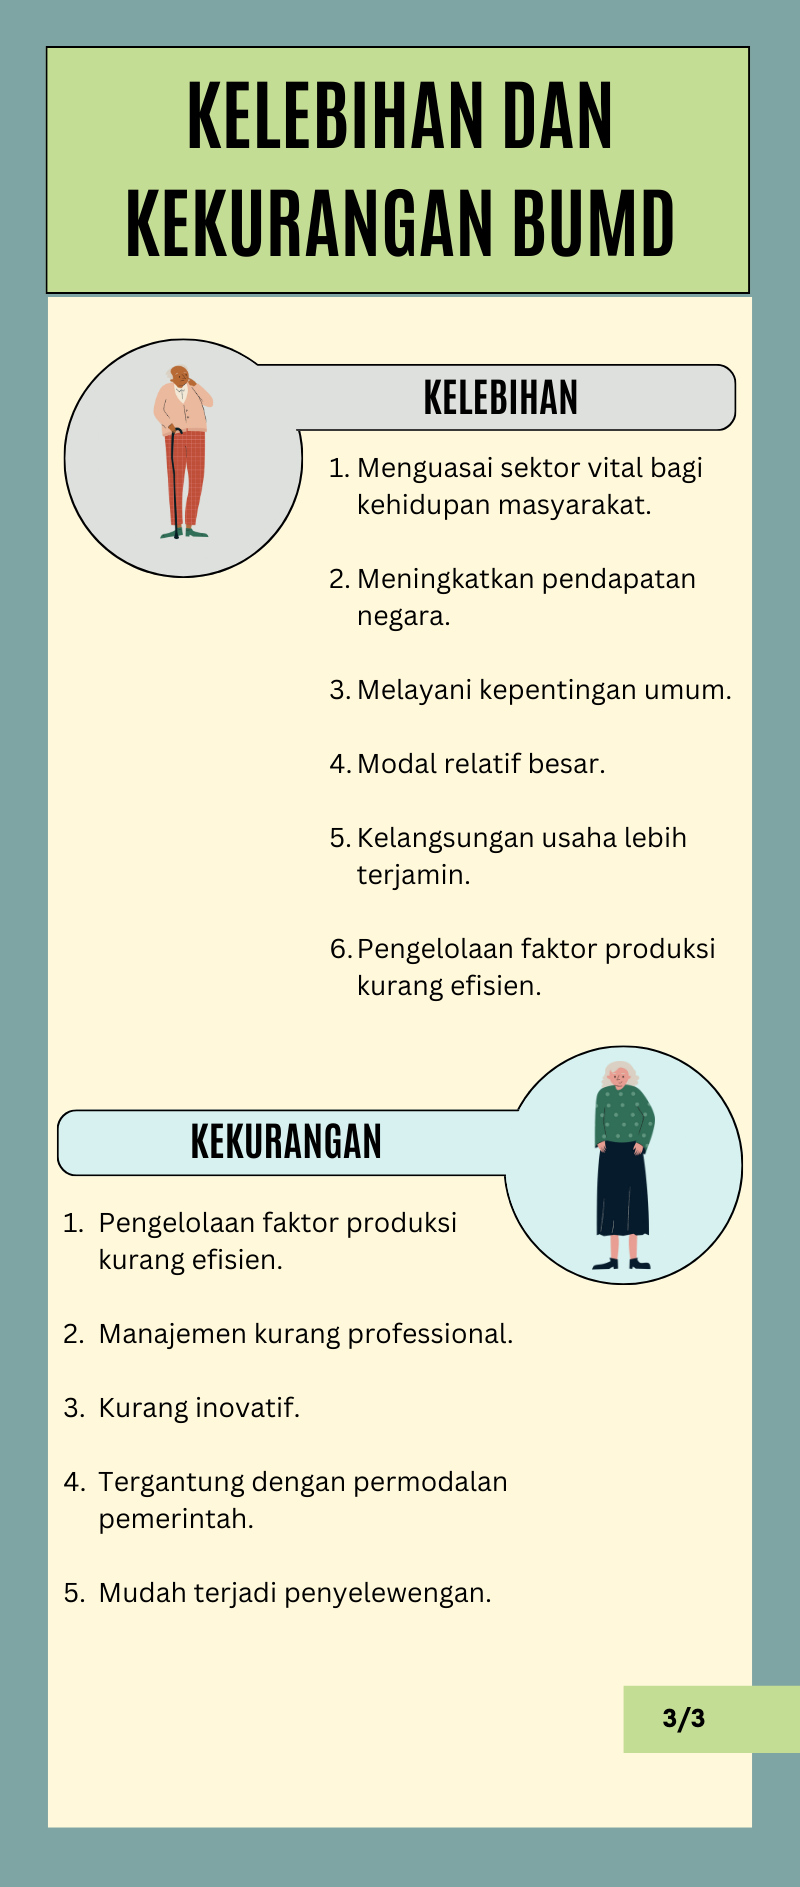 KELEBIHAN DAN
KEKURANGAN BUMD
KELEBIHAN
1. Menguasai sektor vital bagi
kehidupan masyarakat.
2. Meningkatkan pendapatan
negara.
3. Melayani kepentingan umum.
4. Modal relatif besar.
5. Kelangsungan usaha lebih
terjamin.
6. Pengelolaan faktor produksi
kurang efisien.
KEKURANGAN
1. Pengelolaan faktor produksi
kurang efisien.
2. Manajemen kurang professional.
3. Kurang inovatif.
4. Tergantung dengan permodalan
pemerintah.
5. Mudah terjadi penyelewengan.
3/3